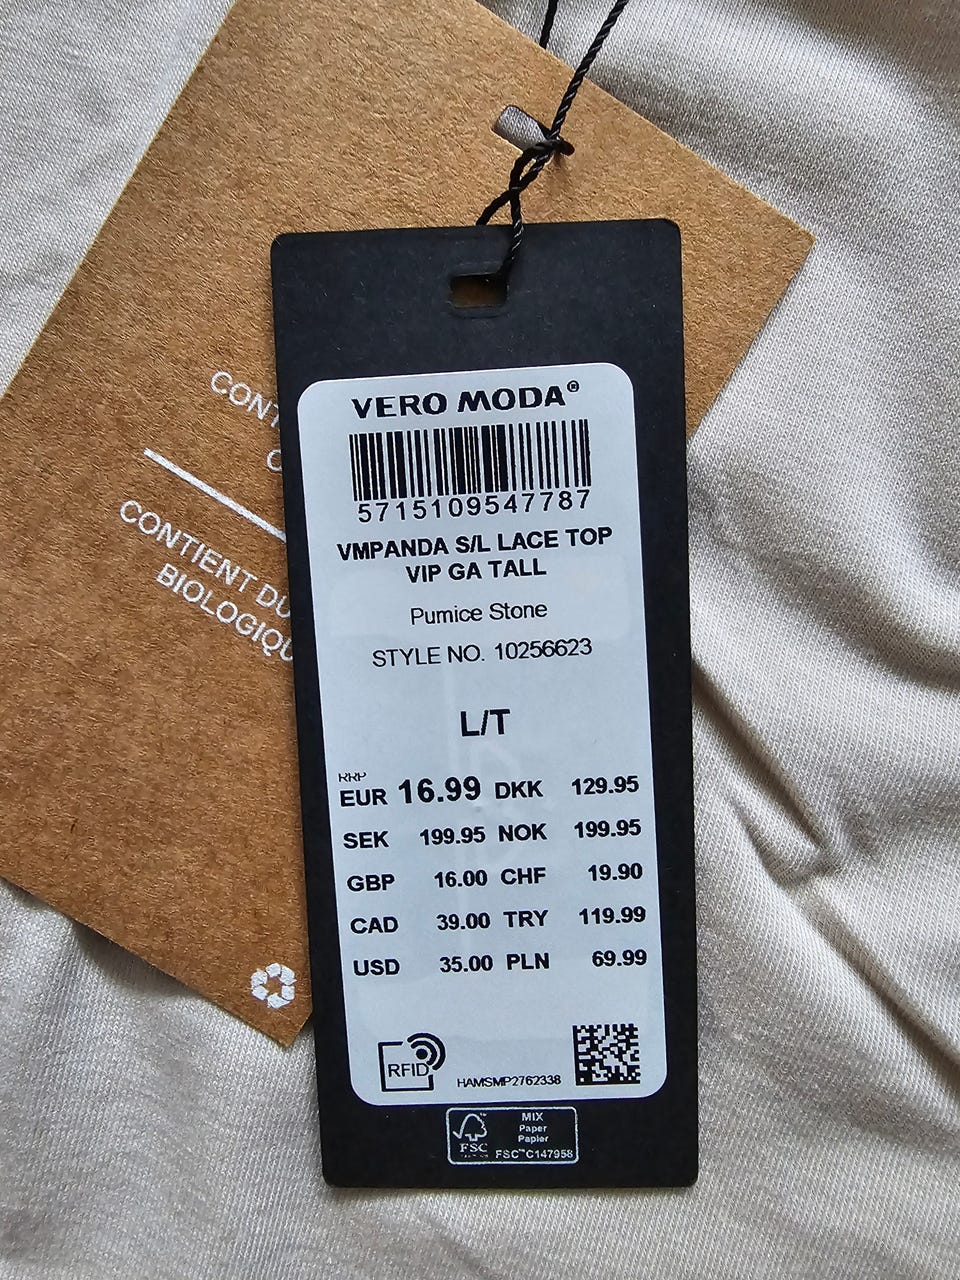 CONT
C
CONTIENT DU
BIOLOGIQU
VERO MODA®
5715109547787
VMPANDA S/L LACE TOP
VIP GA TALL
Pumice Stone
STYLE NO. 10256623
L/T
RRP
EUR 16.99 DKK 129.95
SEK 199.95 NOK 199.95
GBP 16.00 CHF 19.90
CAD 39.00 TRY 119.99
USD 35.00 PLN 69.99
RFID
HAMSMP2762338
FSC
MIX
Paper
Papier
FSC™ C147958